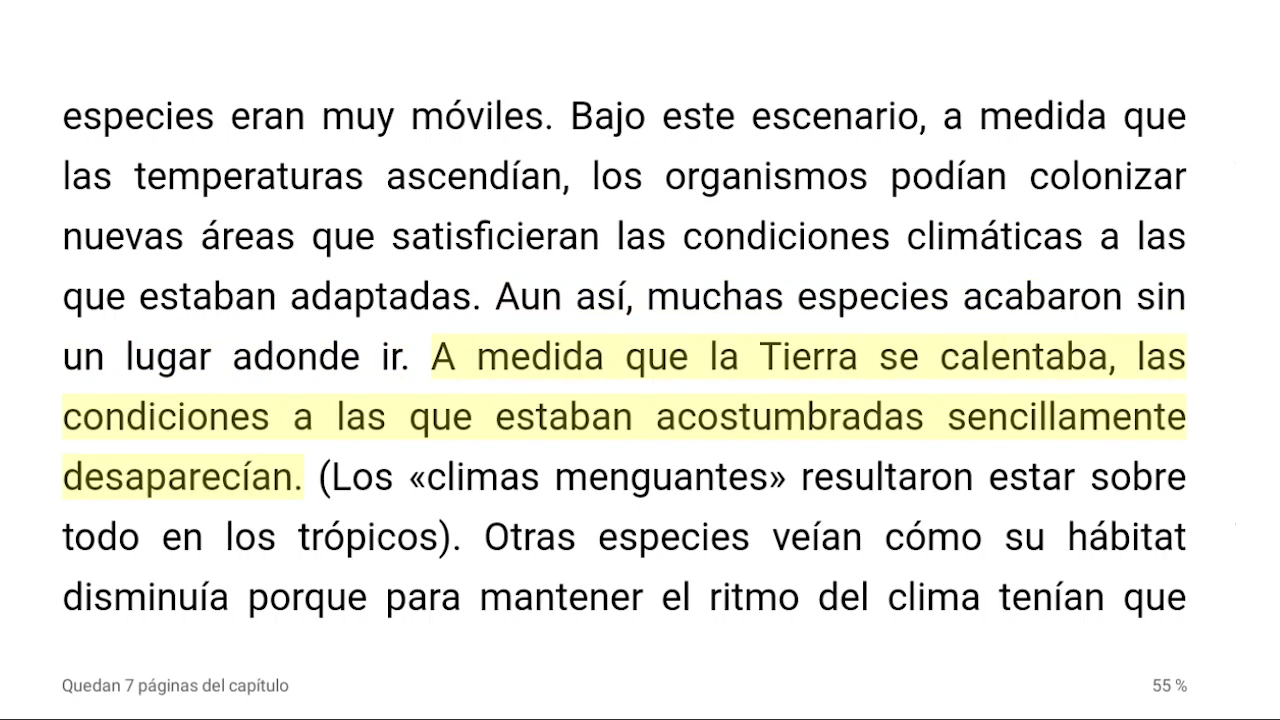 especies eran muy móviles. Bajo este escenario, a medida que
las temperaturas ascendían, los organismos podían colonizar
nuevas áreas que satisficieran las condiciones climáticas a las
que estaban adaptadas. Aun así, muchas especies acabaron sin
un lugar adonde ir. A medida que la Tierra se calentaba, las
condiciones a las que estaban acostumbradas sencillamente
desaparecían. (Los «climas menguantes» resultaron estar sobre
todo en los trópicos). Otras especies veían cómo su hábitat
disminuía porque para mantener el ritmo del clima tenían que
Quedan 7 páginas del capítulo
55 %